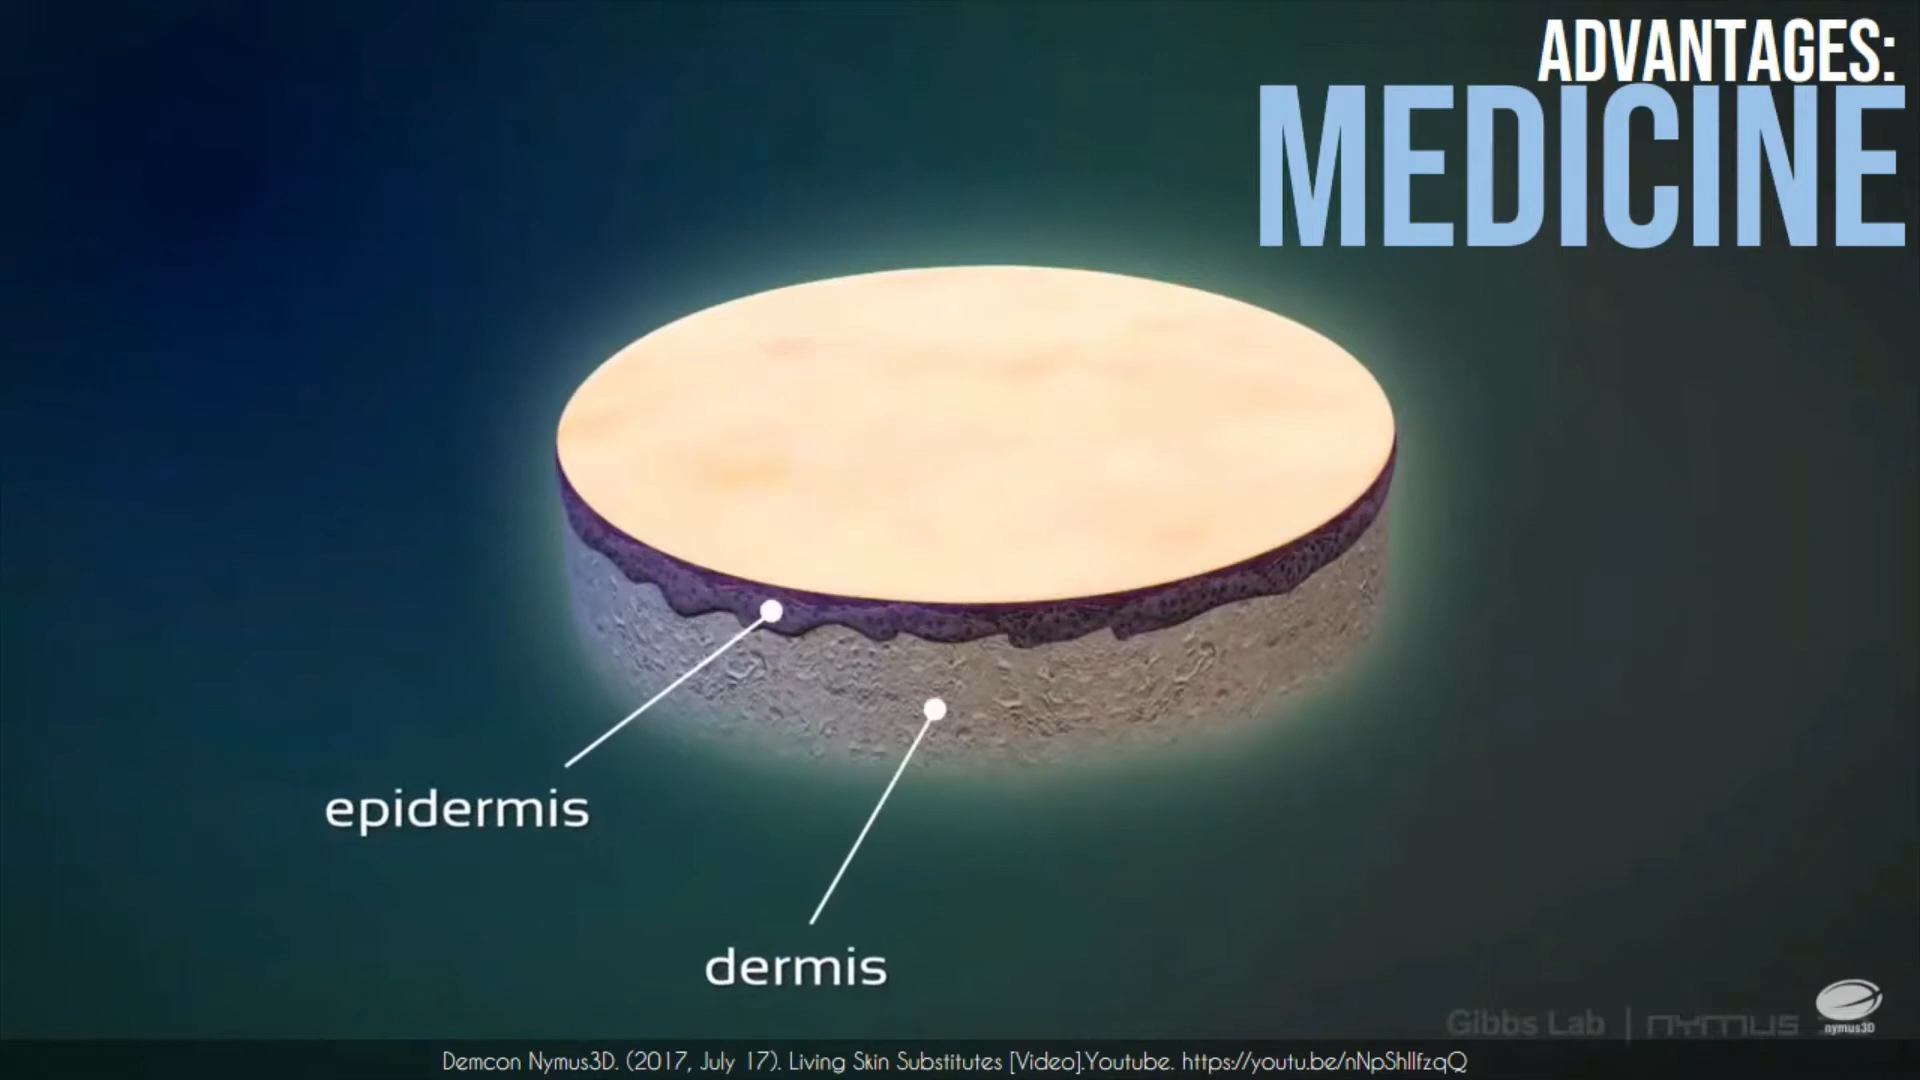 ADVANTAGES:
MEDICINE
epidermis
dermis
Gibbs Lab | nymus
nymus3D
Demcon Nymus3D. (2017, July 17). Living Skin Substitutes [Video].Youtube. https://youtu.be/nNpShlIfzqQ